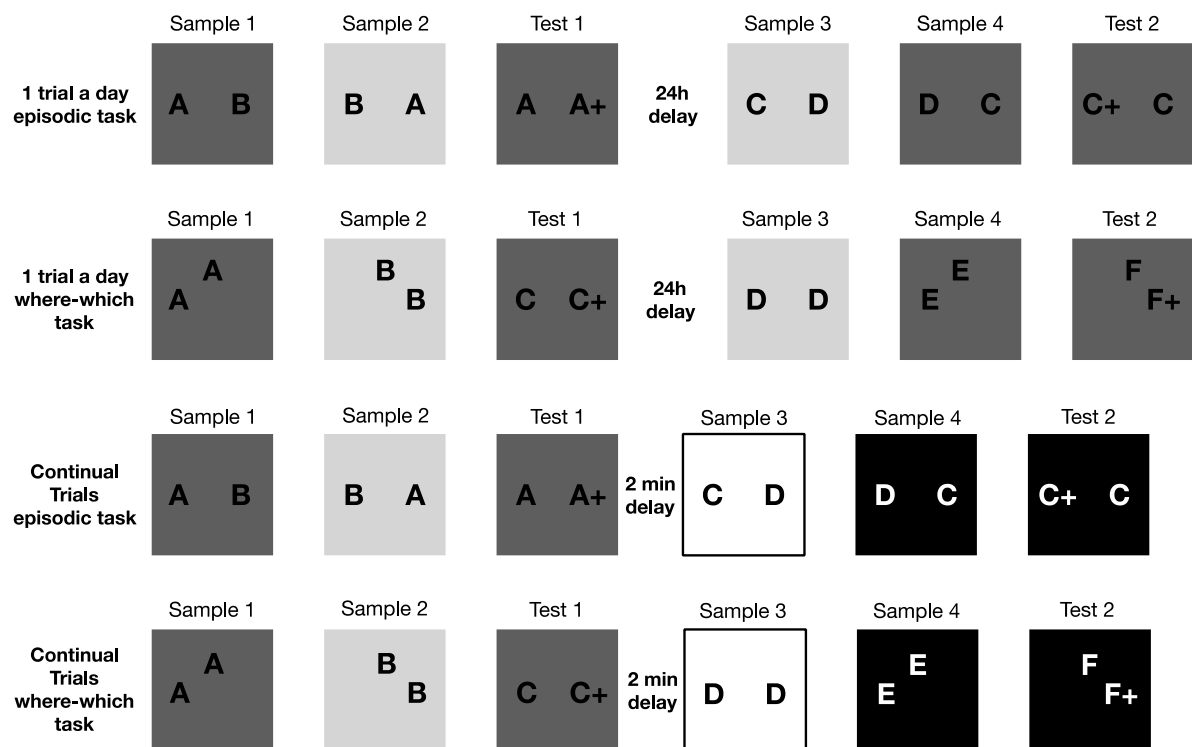 Sample 1 Sample 2 Test 1 Sample 3 Sample 4 Test 2
1 trial a day
episodic task
A B B A A A+
24h
delay
C D D C C+ C
Sample 1 Sample 2 Test 1 Sample 3 Sample 4 Test 2
1 trial a day
where-which
task
A
A
B
B
C C+
24h
delay
D D
E
E
F
F+
Sample 1 Sample 2 Test 1 Sample 3 Sample 4 Test 2
Continual
Trials
episodic task
A B B A A A+
2 min
delay
C D D C C+ C
Sample 1 Sample 2 Test 1 Sample 3 Sample 4 Test 2
Continual
Trials
where-which
task
A
A
B
B
C C+
2 min
delay
D D
E
E
F
F+